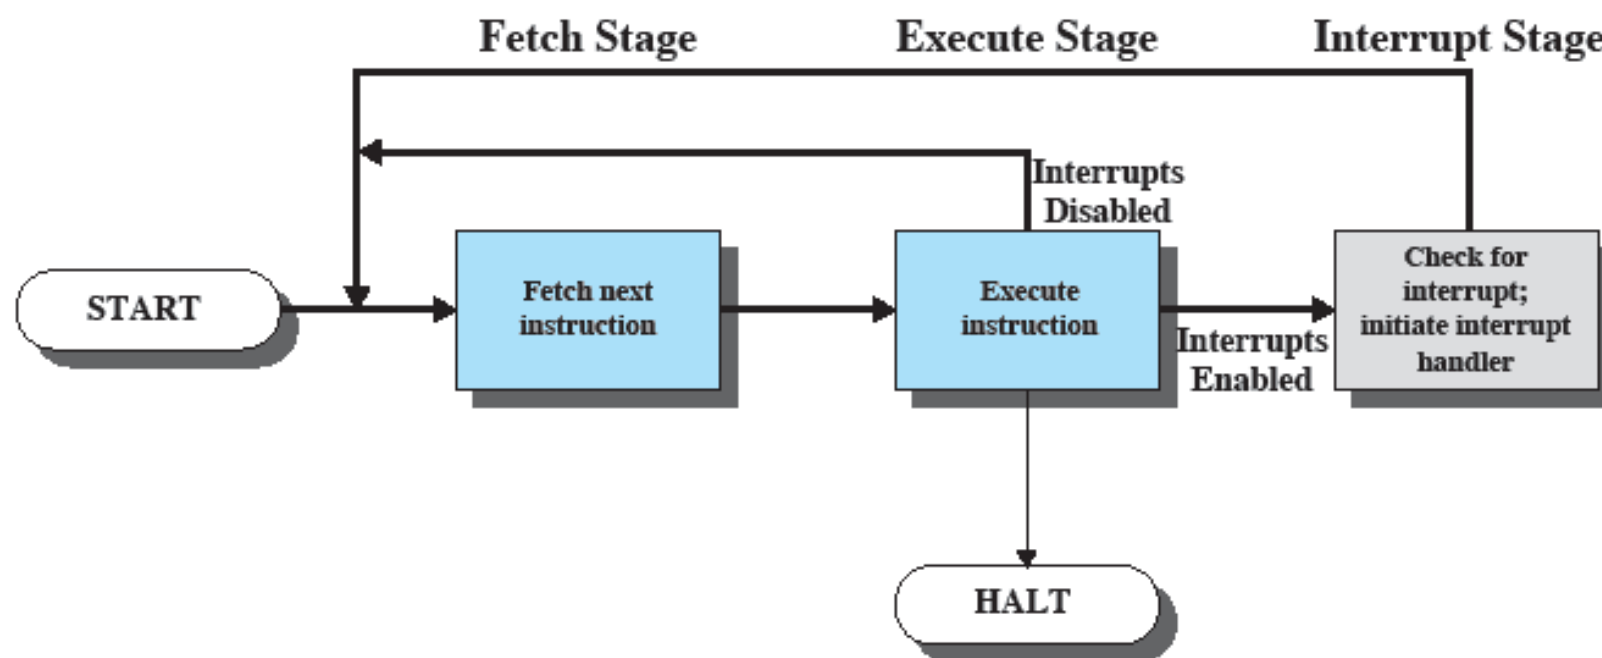 Fetch Stage
Execute Stage
Interrupt Stage
Interrupts
Disabled
START
Fetch next
instruction
Execute
instruction
Interrupts
Enabled
Check for
interrupt;
initiate interrupt
handler
HALT